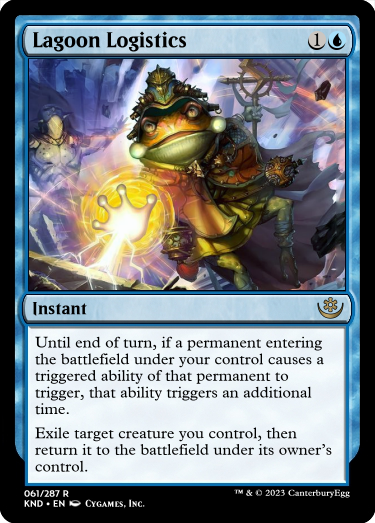 Lagoon Logistics 1
Instant
Until end of turn, if a permanent entering
the battlefield under your control causes a
triggered ability of that permanent to
trigger, that ability triggers an additional
time.
Exile target creature you control, then
return it to the battlefield under its owner's
control.
061/287 R
KND • EN CYGAMES, INC.
™ & © 2023 CanterburyEgg